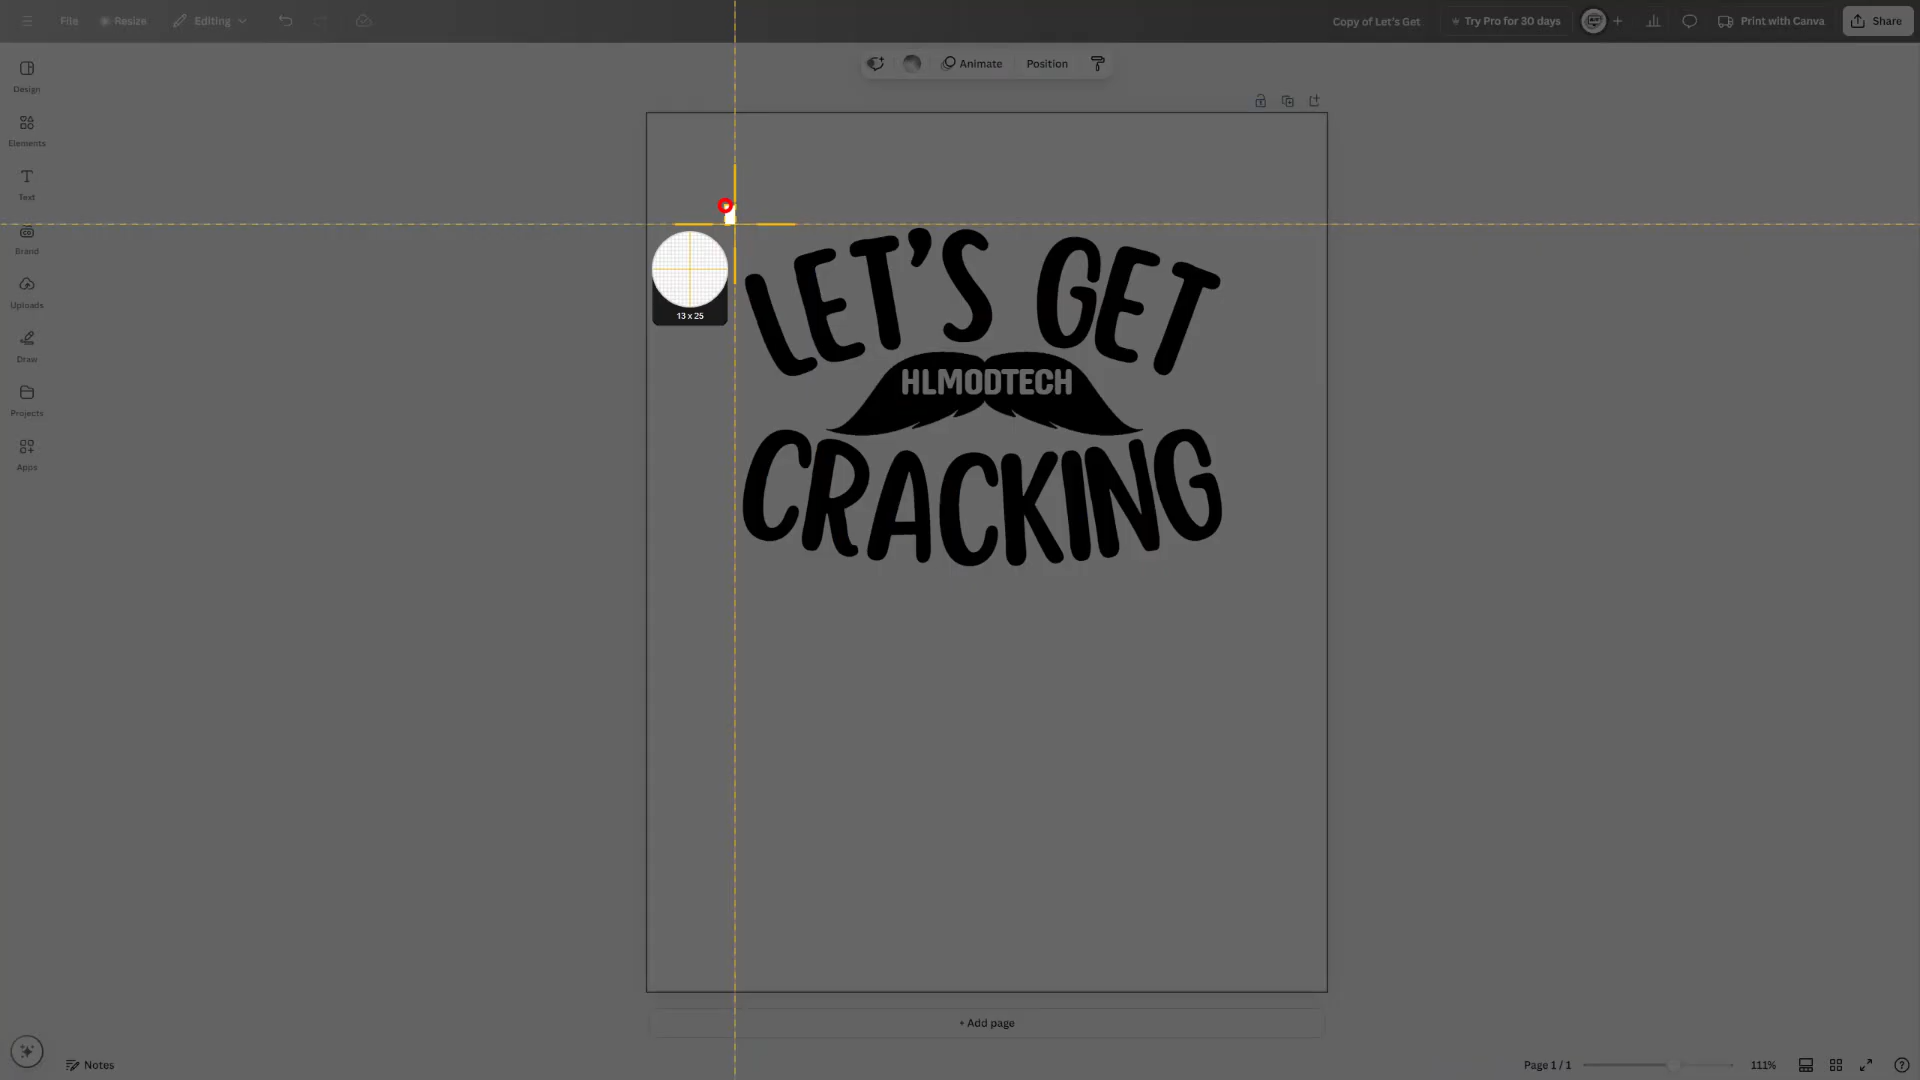 File
Resize
Editing
Copy of Let's Get
Try Pro for 30 days
Print with Canva
Share
Animate
Position
Design
Elements
Text
Brand
Uploads
Draw
Projects
Apps
13 x 25
LET'S GET
HLMODTECH
CRACKING
+ Add page
Notes
Page 1 / 1
111%